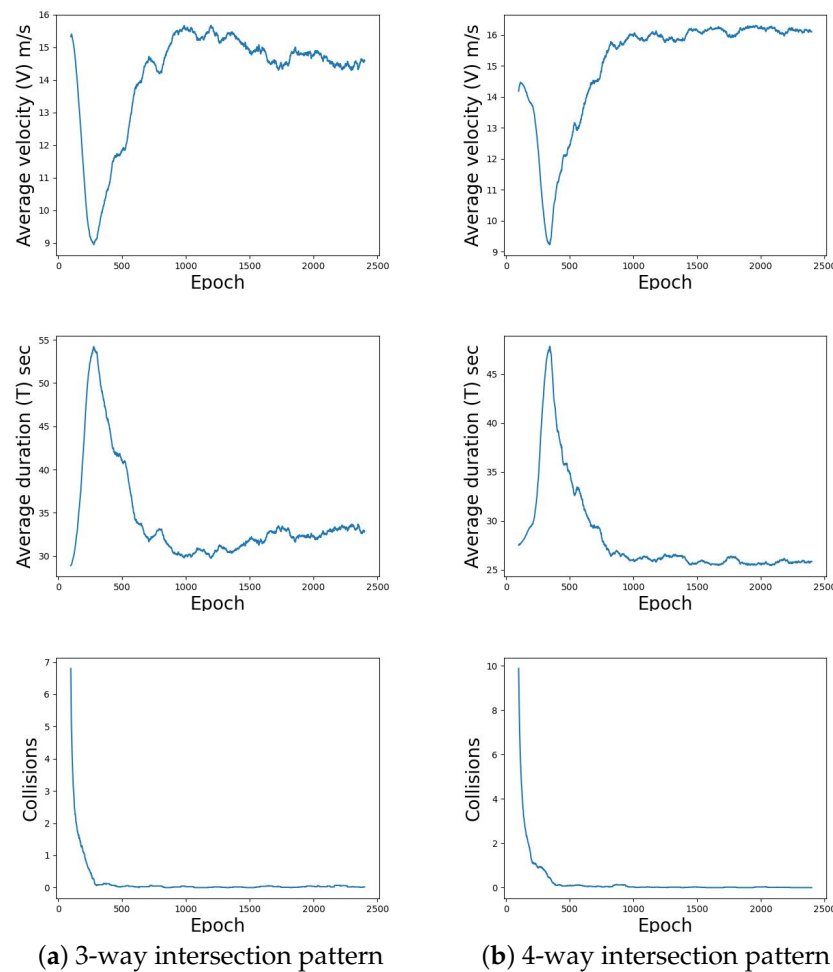 Average velocity (V) m/s
16
15
14
13
12
11
10
9
0 500 1000 1500 2000 2500
Epoch
Average velocity (V) m/s
17
16
15
14
13
12
11
10
9
0 500 1000 1500 2000 2500
Epoch
Average duration (T) sec
55
50
45
40
35
30
0 500 1000 1500 2000 2500
Epoch
Average duration (T) sec
45
40
35
30
25
0 500 1000 1500 2000 2500
Epoch
Collisions
7
6
5
4
3
2
1
0
0 500 1000 1500 2000 2500
Epoch
Collisions
10
8
6
4
2
0
0 500 1000 1500 2000 2500
Epoch
(a) 3-way intersection pattern
(b) 4-way intersection pattern